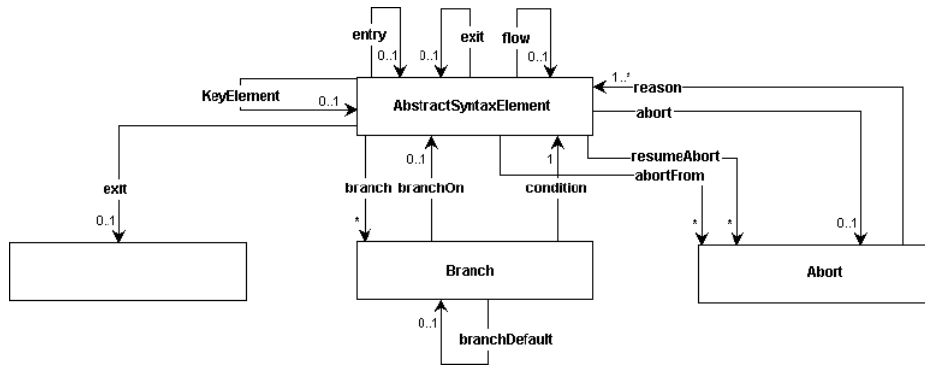 entry
exit
flow
0..1
0..1
0..1
KeyElement
0..1
AbstractSyntaxElement
1..*
reason
abort
exit
0..1
branch
*
branchOn
0..1
condition
1
resumeAbort
abortFrom
*
*
0..1
Branch
Abort
0..1
branchDefault